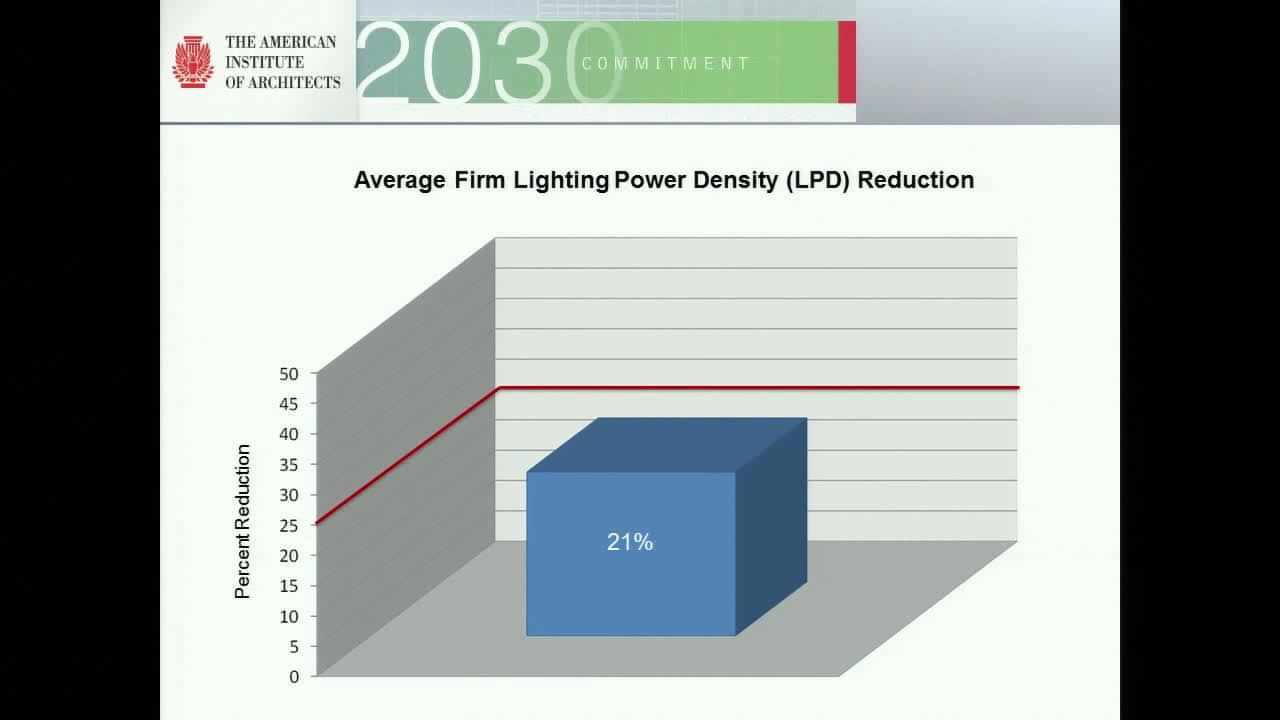 THE AMERICAN
INSTITUTE
OF ARCHITECTS
2030
COMMITMENT
Average Firm Lighting Power Density (LPD) Reduction
Percent Reduction
50
45
40
35
30
25
20
15
10
5
0
21%